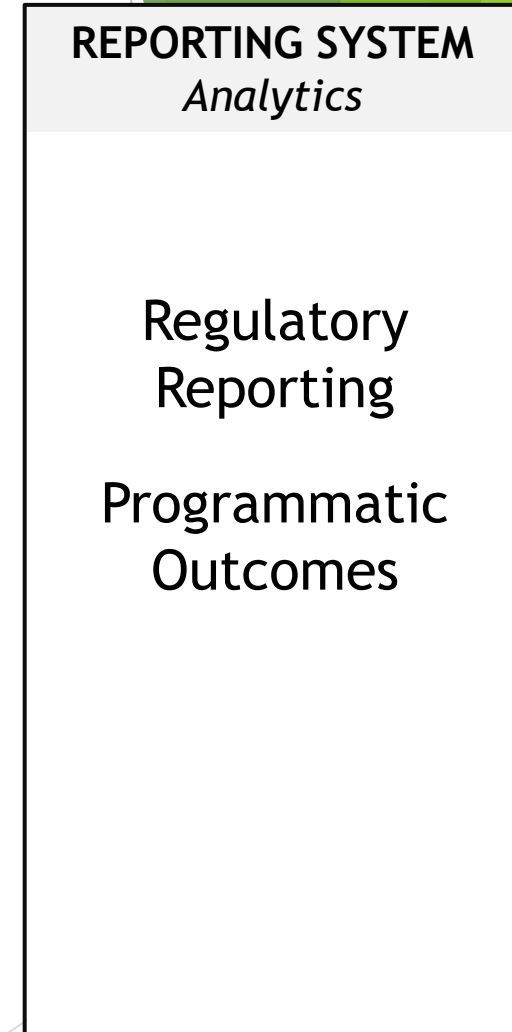 REPORTING SYSTEM
Analytics
Regulatory
Reporting
Programmatic
Outcomes